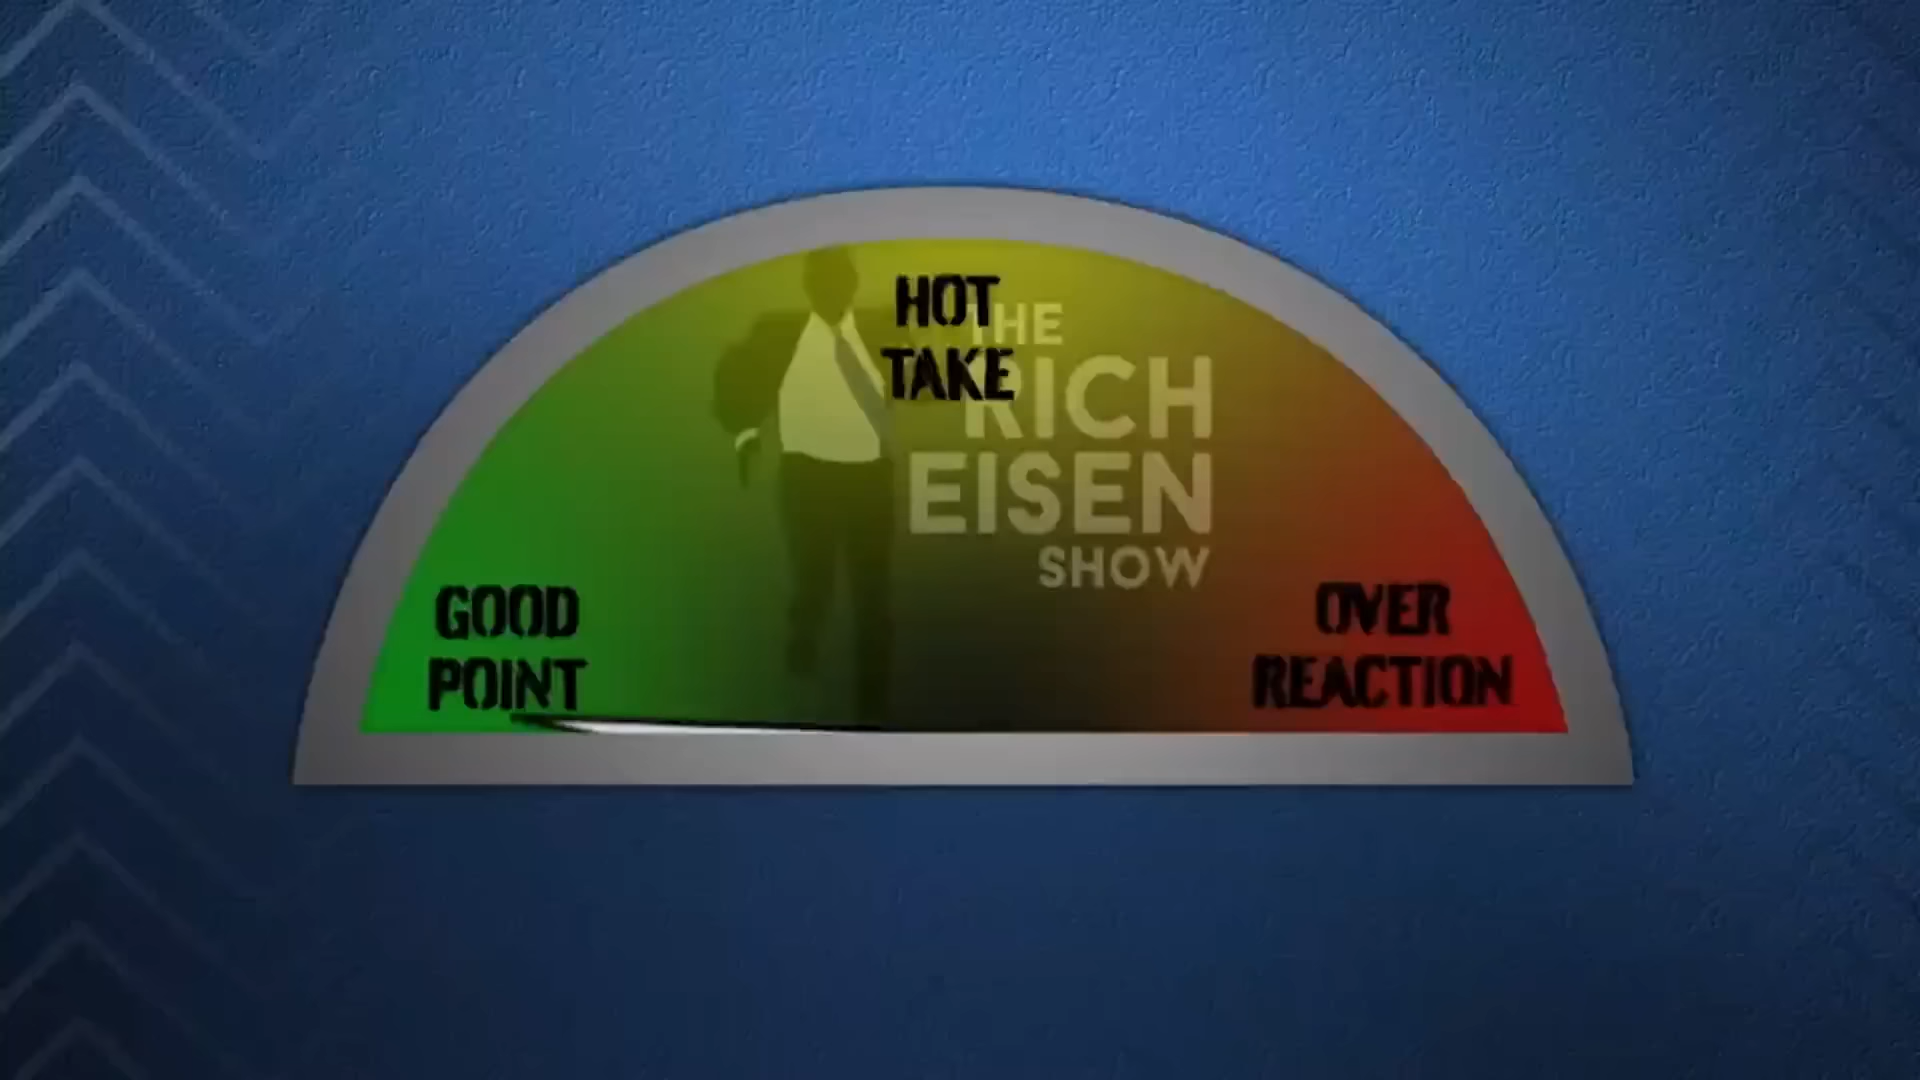 HOT
TAKE
THE
RICH
EISEN
SHOW
GOOD
POINT
OVER
REACTION